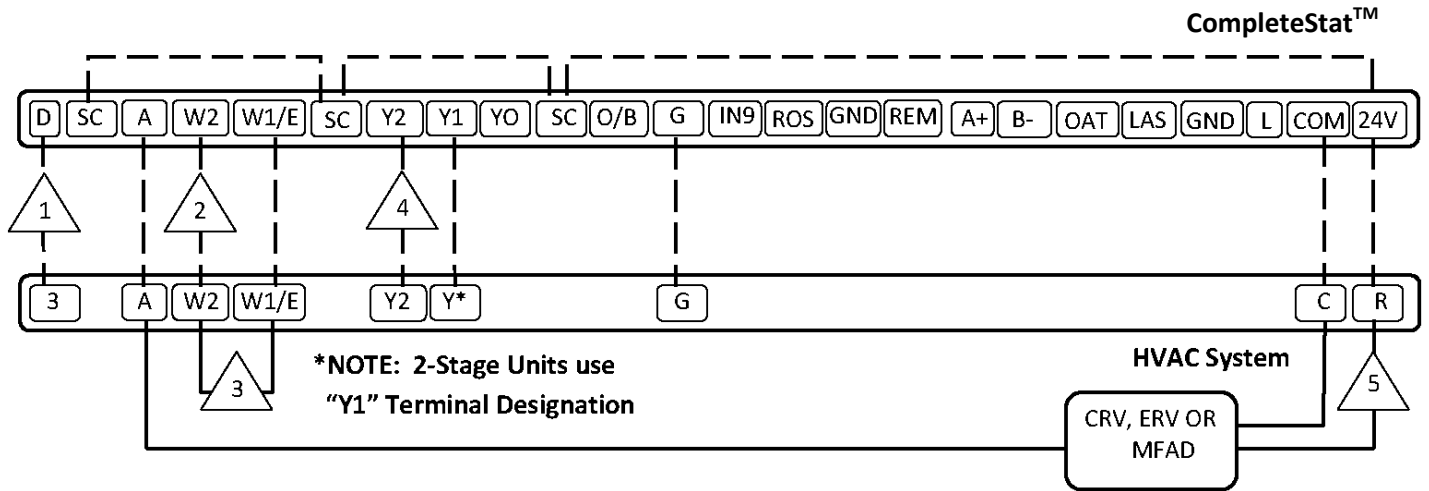 CompleteStat™
D SC A W2 W1/E SC Y2 Y1 YO SC O/B G IN9 ROS GND REM A+ B- OAT LAS GND L COM 24V
1 2 4
3 A W2 W1/E Y2 Y* G C R
*NOTE: 2-Stage Units use
"Y1" Terminal Designation
3
HVAC System
5
CRV, ERV OR
MFAD